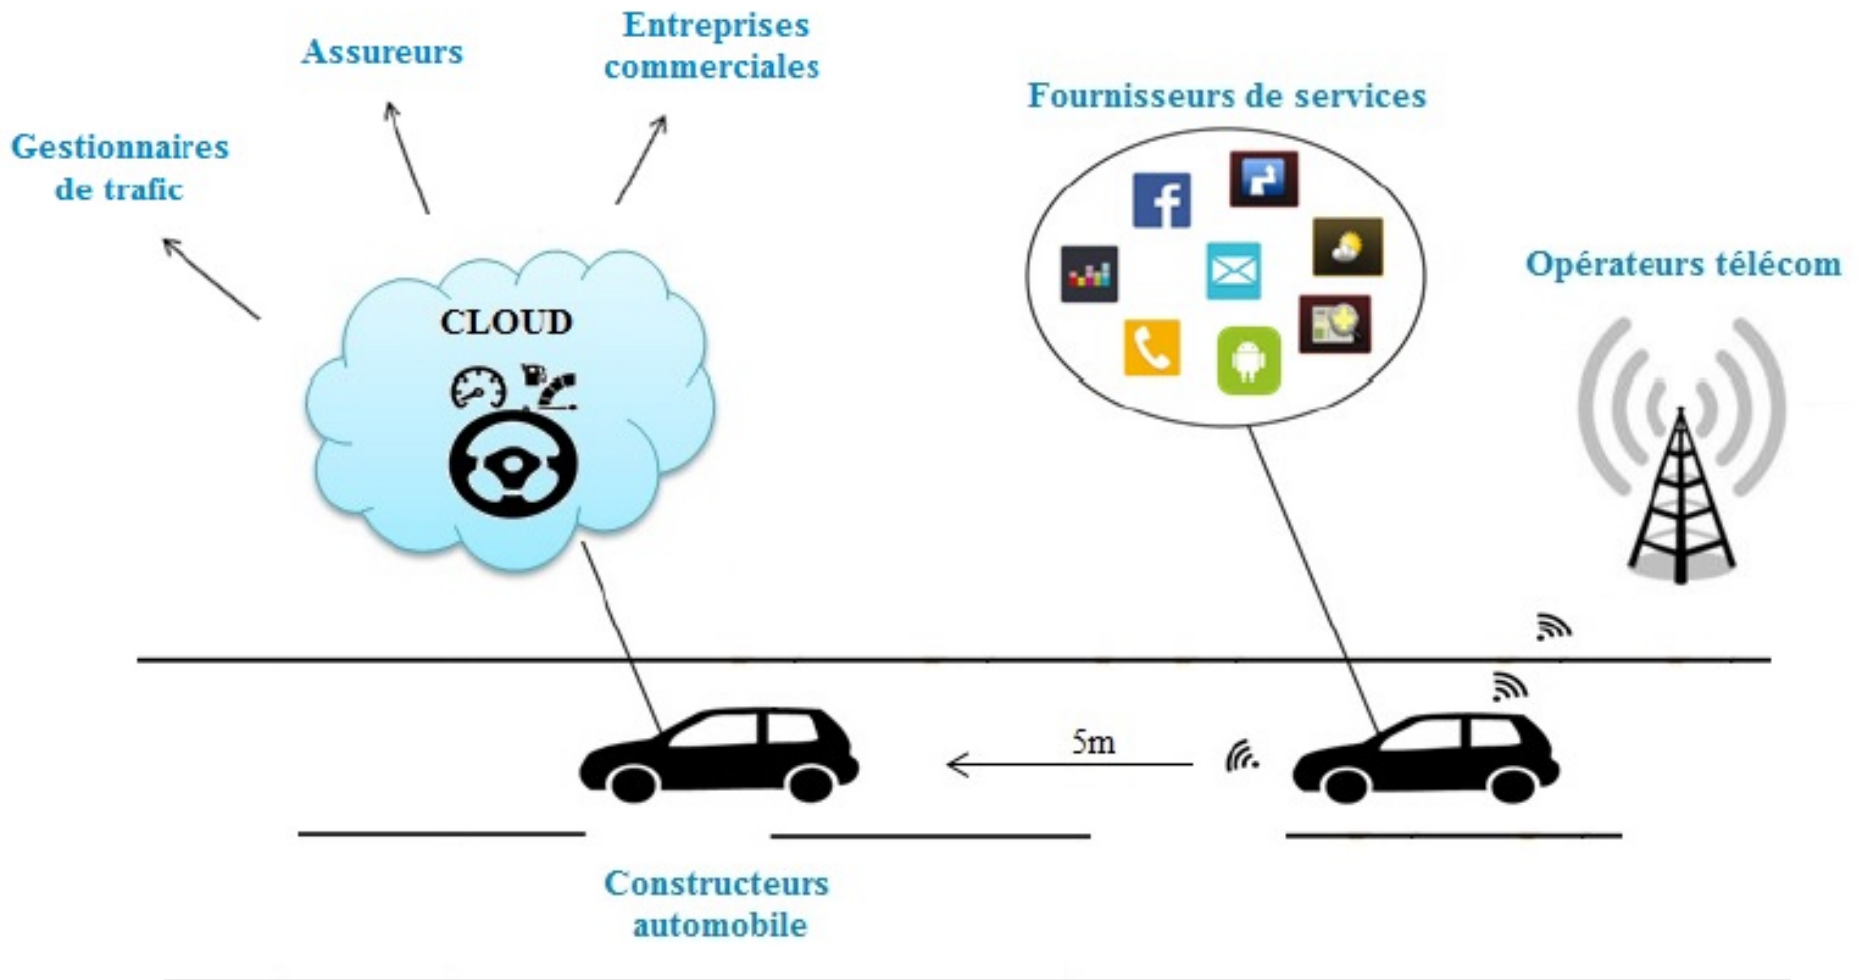 Entreprises
commerciales
Assureurs
Gestionnaires
de trafic
Fournisseurs de services
Opérateurs télécom
CLOUD
f
5m
Constructeurs
automobile